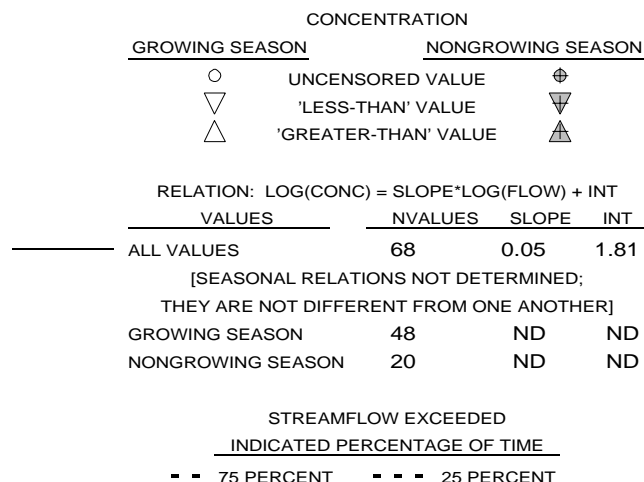 CONCENTRATION
GROWING SEASON NONGROWING SEASON
UNCENSORED VALUE
'LESS-THAN' VALUE
'GREATER-THAN' VALUE
RELATION: LOG(CONC) = SLOPE*LOG(FLOW) + INT
VALUES NVALUES SLOPE INT
ALL VALUES 68 0.05 1.81
[SEASONAL RELATIONS NOT DETERMINED;
THEY ARE NOT DIFFERENT FROM ONE ANOTHER]
GROWING SEASON 48 ND ND
NONGROWING SEASON 20 ND ND
STREAMFLOW EXCEEDED
INDICATED PERCENTAGE OF TIME
75 PERCENT 25 PERCENT